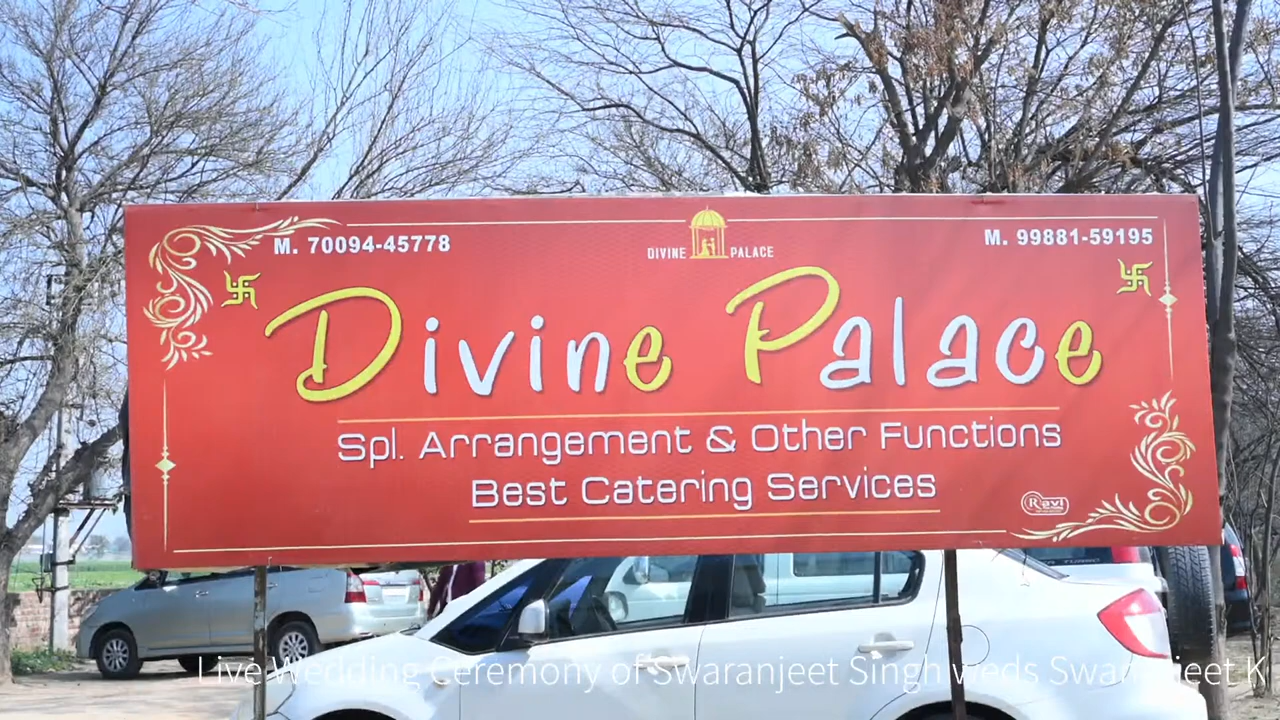 M. 70094-45778
DIVINE PALACE
M. 99881-59195
Divine Palace
Spl. Arrangement & Other Functions
Best Catering Services
Ravi
Live Wedding Ceremony of Swaranjeet Singh weds Swaranjeet K